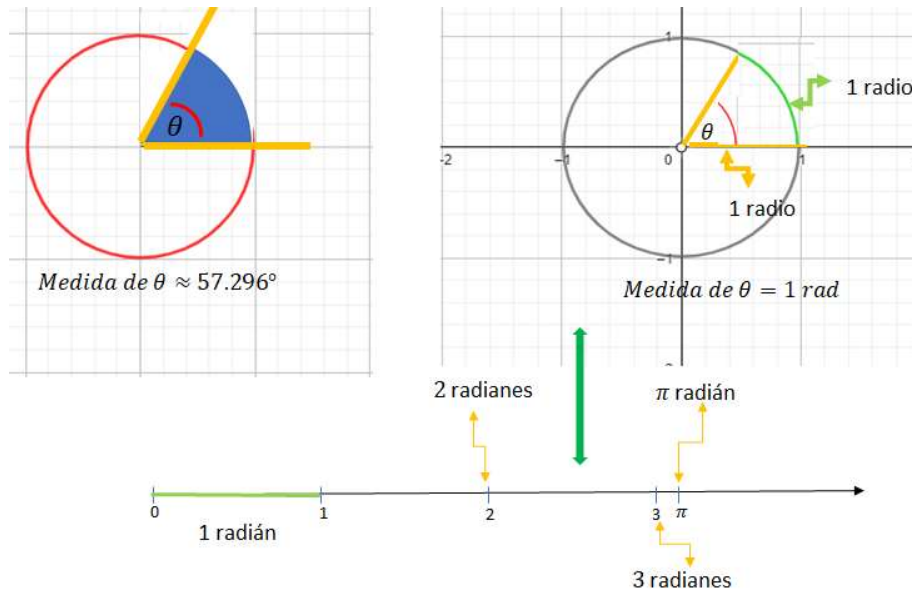 θ
Medida de θ ≈ 57.296°
1
1 radio
θ
-2
-1
0
1
1 radio
−1
Medida de θ = 1 rad
2 radianes
π radián
0
1
2
3
π
1 radián
3 radianes